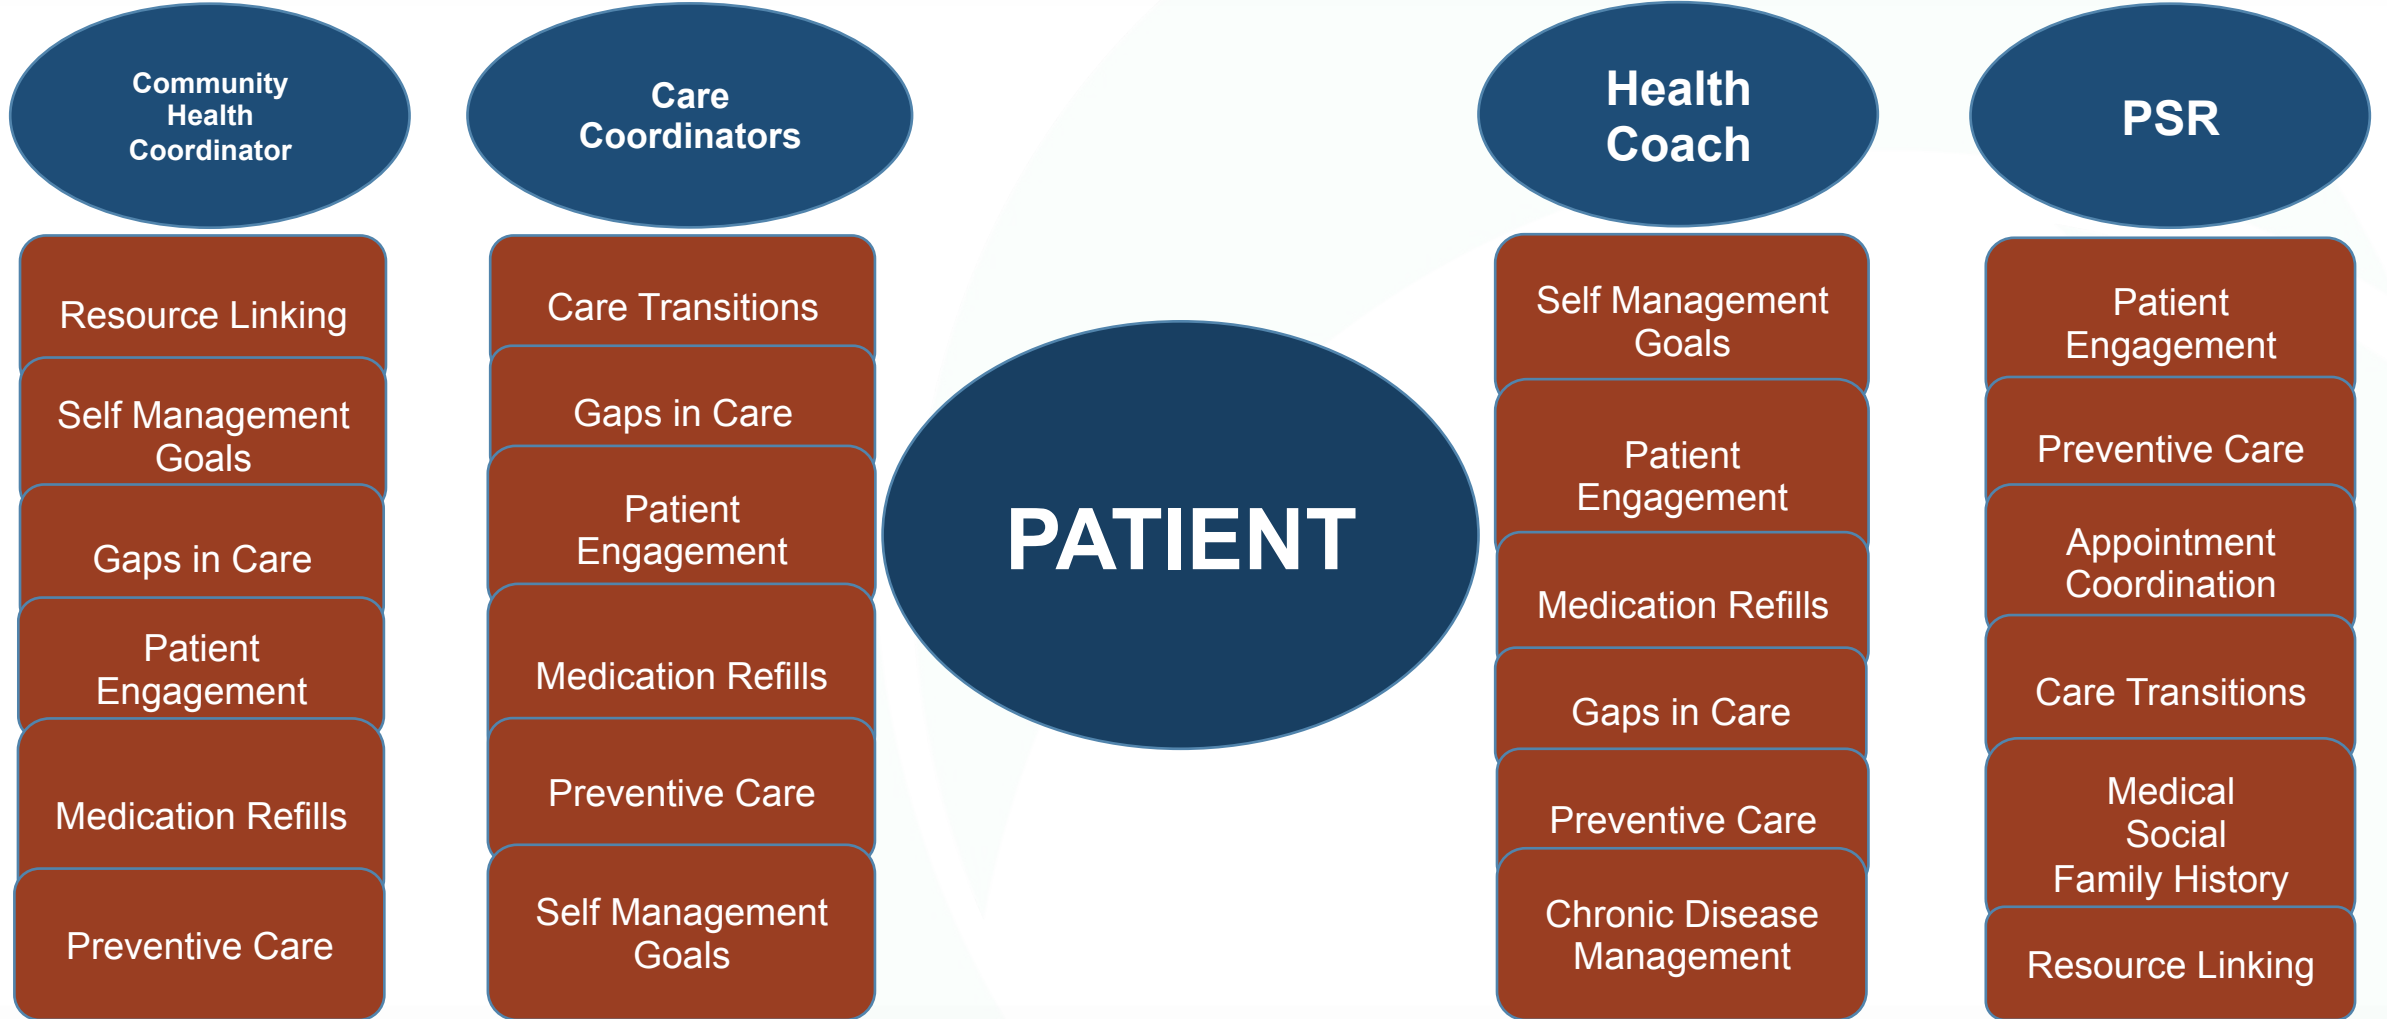 Community
Health
Coordinator
Resource Linking
Self Management
Goals
Gaps in Care
Patient
Engagement
Medication Refills
Preventive Care
Care
Coordinators
Care Transitions
Gaps in Care
Patient
Engagement
Medication Refills
Preventive Care
Self Management
Goals
PATIENT
Health
Coach
Self Management
Goals
Patient
Engagement
Medication Refills
Gaps in Care
Preventive Care
Chronic Disease
Management
PSR
Patient
Engagement
Preventive Care
Appointment
Coordination
Care Transitions
Medical
Social
Family History
Resource Linking